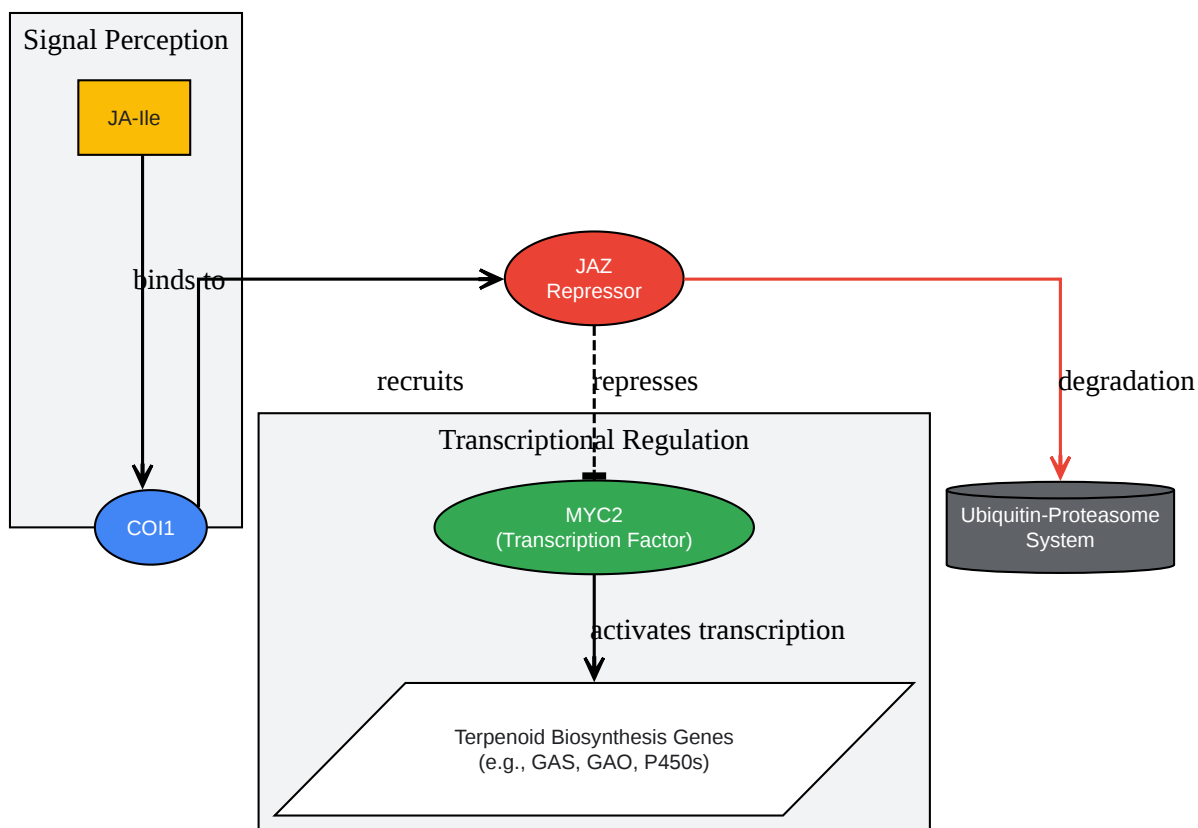 Signal Perception
JA-Ile
binds to
JAZ
Repressor
recruits
represses
degradation
Transcriptional Regulation
COI1
MYC2
(Transcription Factor)
Ubiquitin-Proteasome
System
activates transcription
Terpenoid Biosynthesis Genes
(e.g., GAS, GAO, P450s)